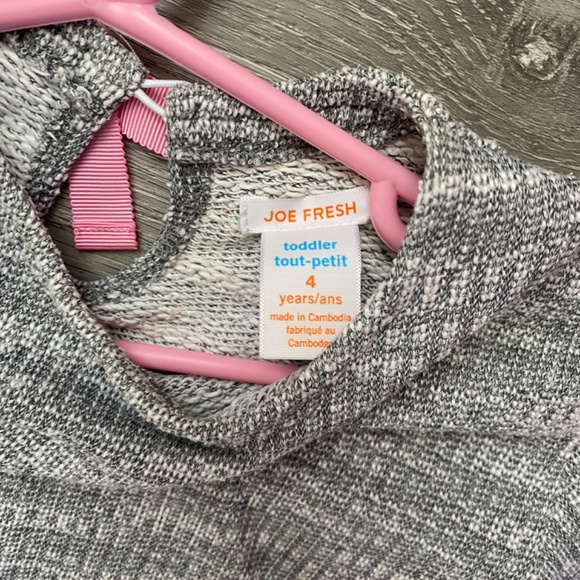 JOE FRESH
toddler
tout-petit
4
years/ans
made in Cambodia
fabriqué au
Cambodge